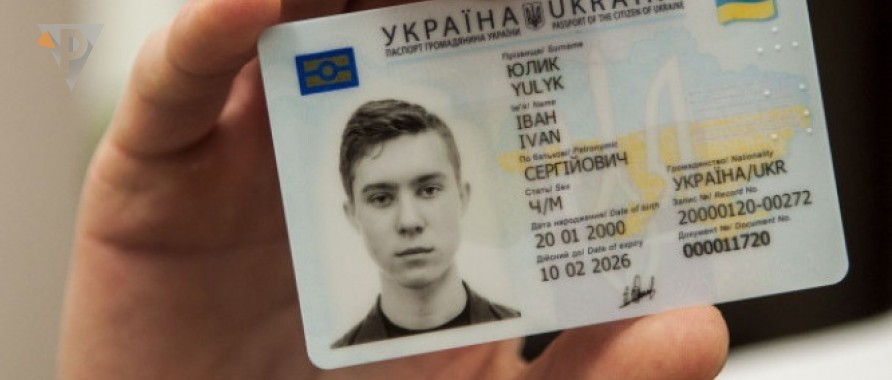 УКРАЇНА UKRAINE
ПАСПОРТ ГРОМАДЯНИНА УКРАЇНИ PASSPORT OF THE CITIZEN OF UKRAINE
Прізвище/ Surname
ЮЛИК
YULYK
Ім'я/ Name
ІВАН
IVAN
По батькові/ Patronymic
СЕРГІЙОВИЧ
Громадянство/ Nationality
УКРАЇНА/UKR
Стать/ Sex
Ч/M
Запис №/ Record No.
20000120-00272
Дата народження/ Date of birth
20 01 2000
Документ №/ Document No.
000011720
Дійсний до/ Date of expiry
10 02 2026